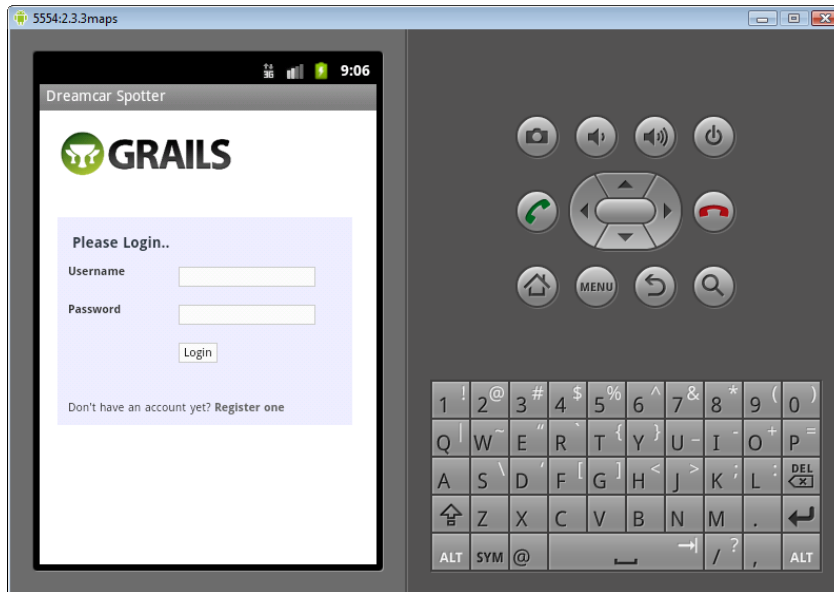 5554:2.3.3maps
3G 9:06
Dreamcar Spotter
GRAILS
Please Login..
Username
Password
Login
Don't have an account yet? Register one
MENU
1 ! 2 @ 3 # 4 $ 5 % 6 ^ 7 & 8 * 9 ( 0 )
Q | W ~ E “ R ` T { Y } U _ I - O + P =
A S \ D ' F [ G ] H < J > K ; L : DEL
Z X C V B N M .
ALT SYM @ / ? , ALT